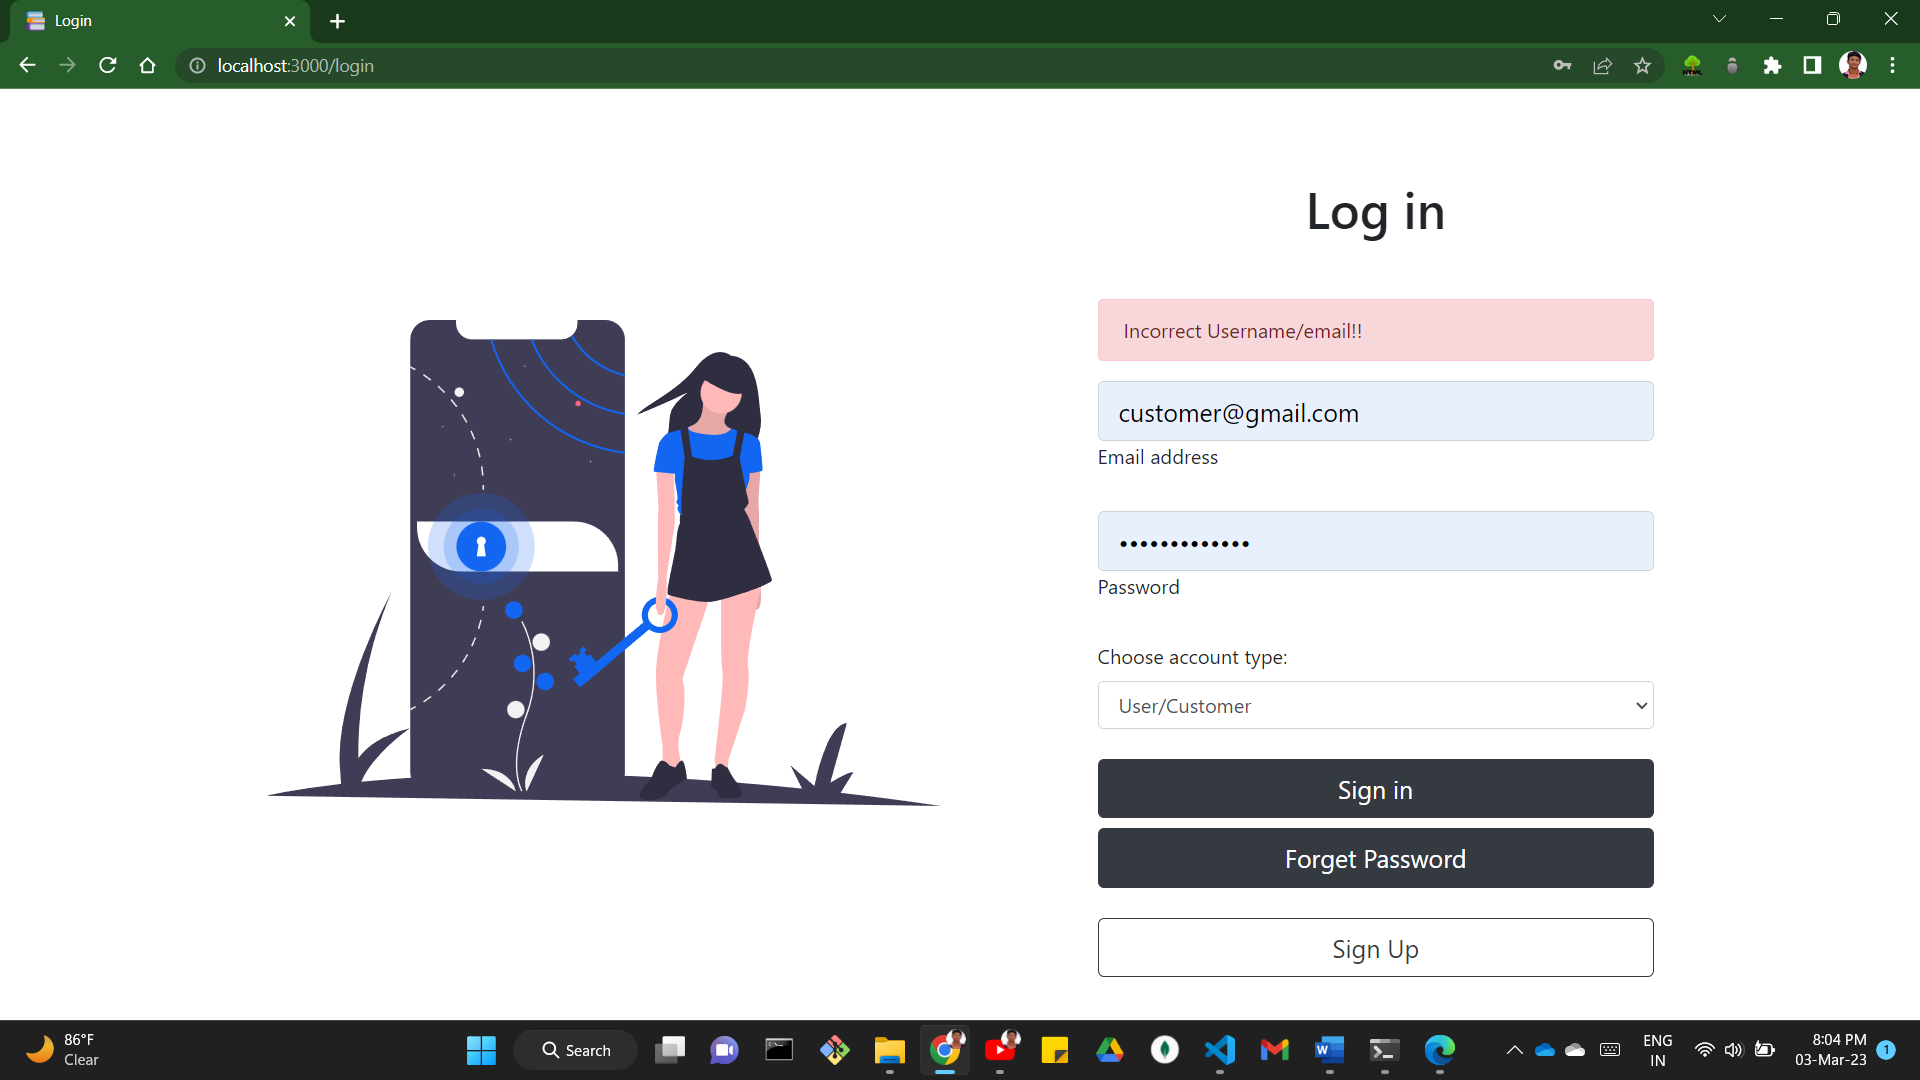 Login
localhost:3000/login
HTML
Log in
Incorrect Username/email!!
customer@gmail.com
Email address
•••••••••••••
Password
Choose account type:
User/Customer
Sign in
Forget Password
Sign Up
86°F
Clear
Search
ENG
IN
8:04 PM
03-Mar-23
1